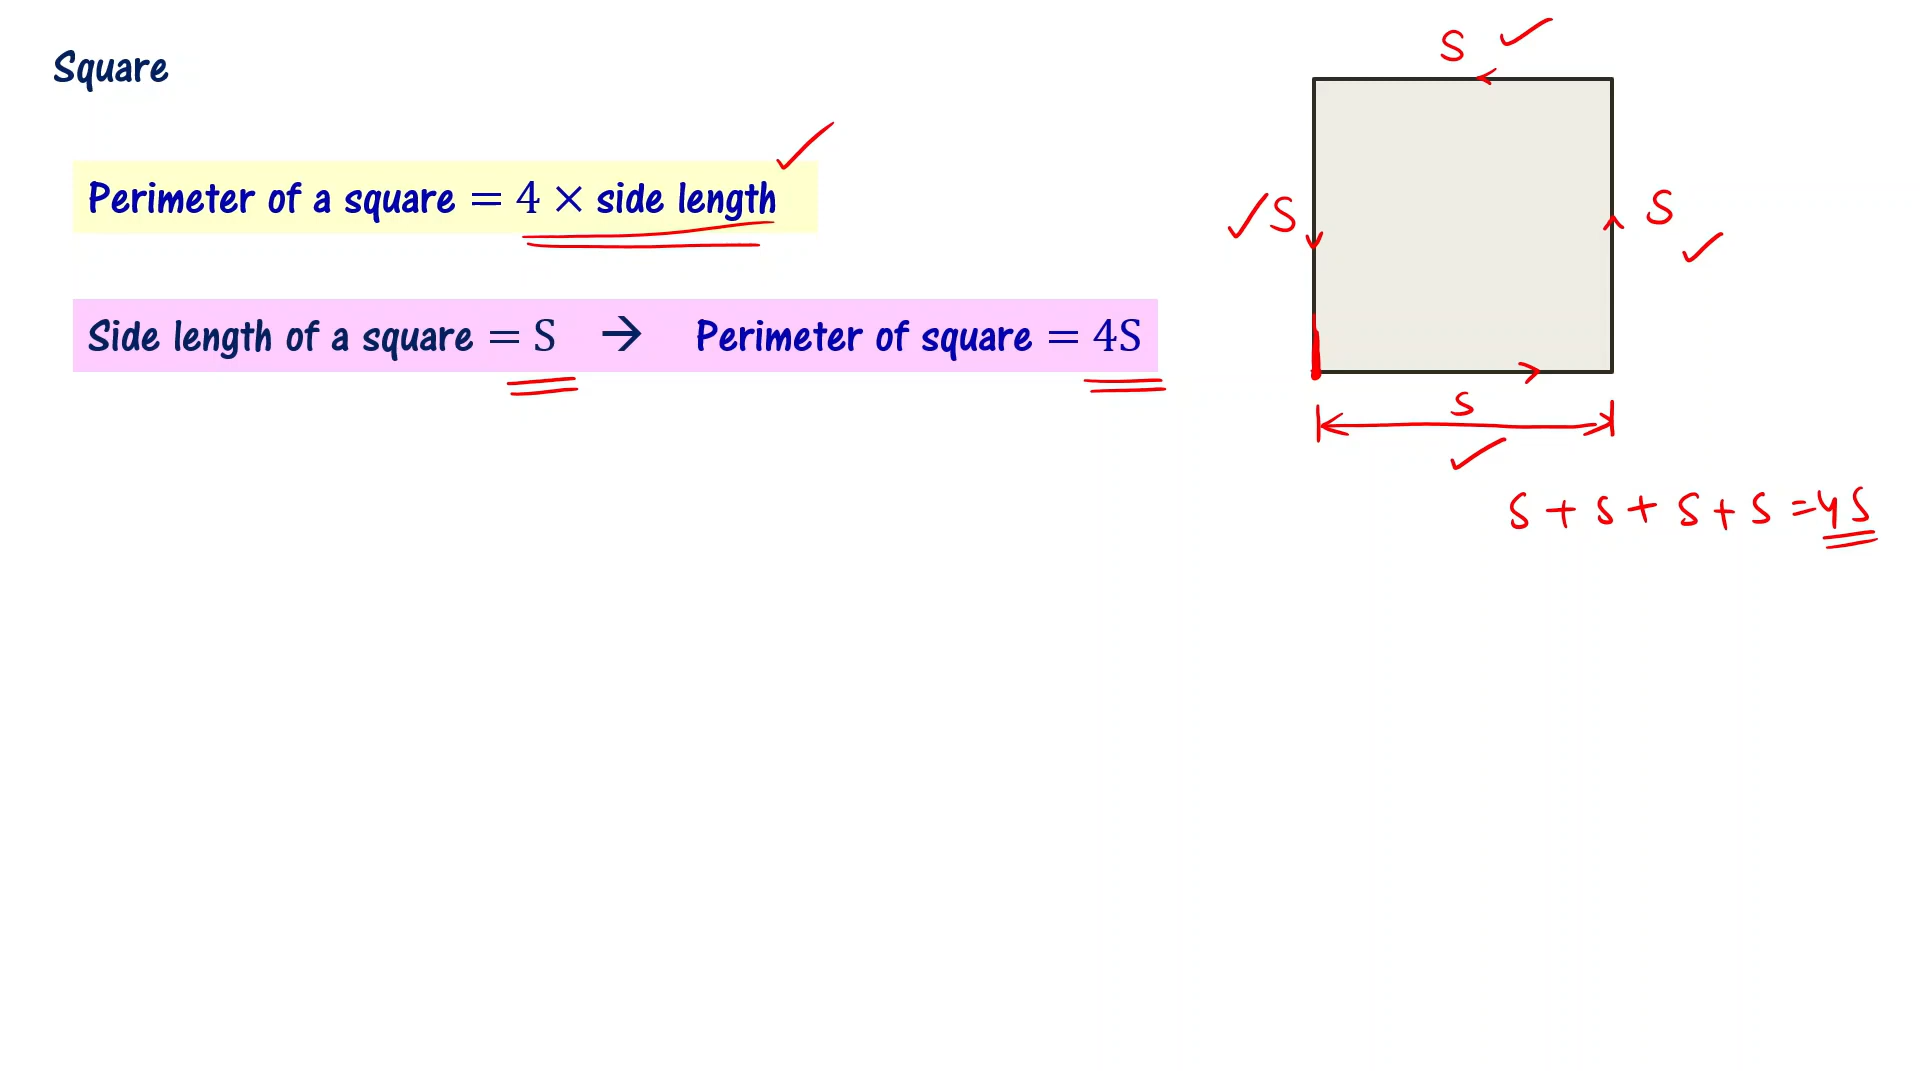 Square
S
Perimeter of a square = 4 × side length
S
S
Side length of a square = S → Perimeter of square = 4S
S
S + S + S + S = 4S